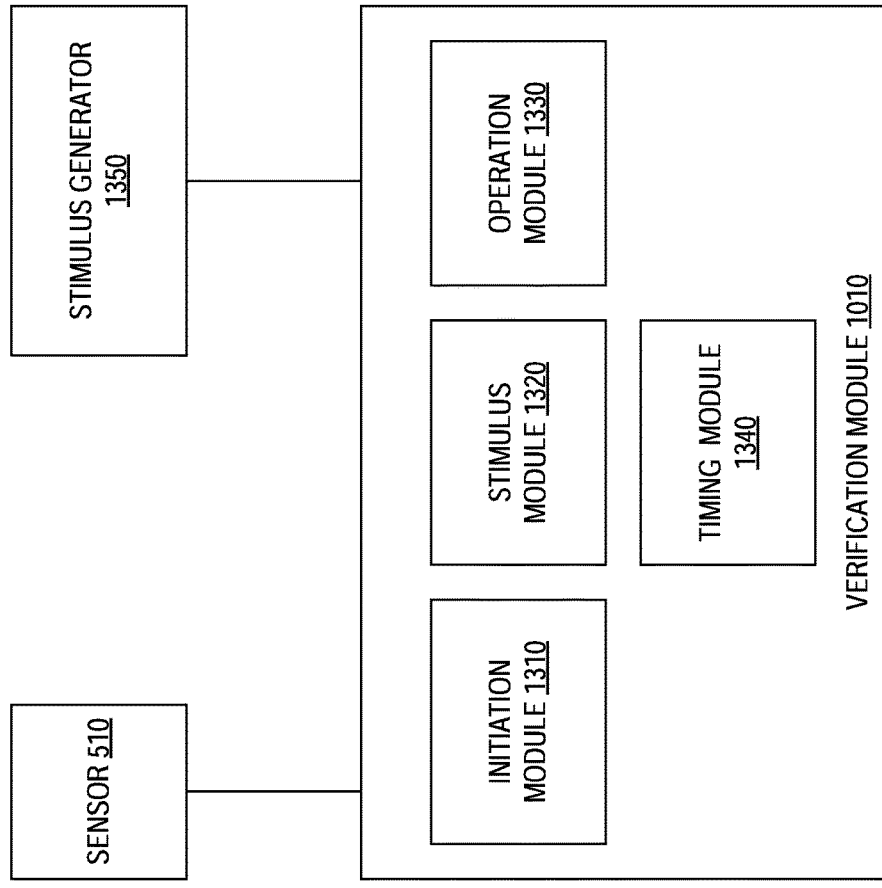 SENSOR 510
STIMULUS GENERATOR
1350
INITIATION
MODULE 1310
STIMULUS
MODULE 1320
OPERATION
MODULE 1330
TIMING MODULE
1340
VERIFICATION MODULE 1010